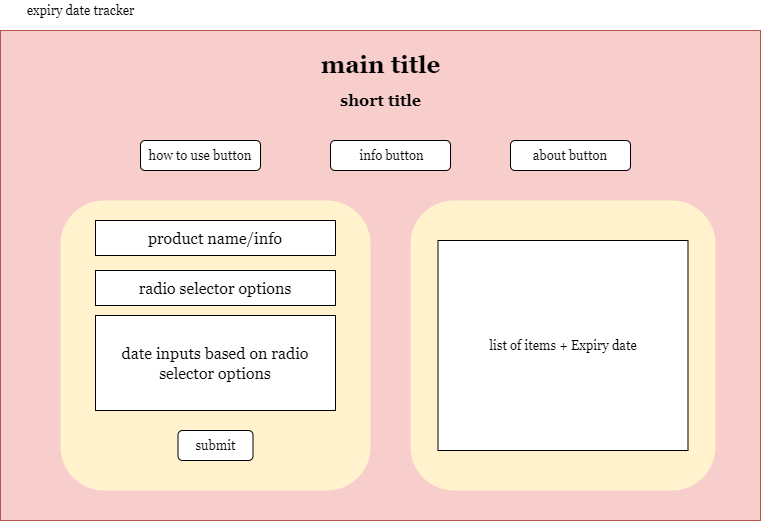 expiry date tracker
main title
short title
how to use button
info button
about button
product name/info
radio selector options
date inputs based on radio
selector options
submit
list of items + Expiry date